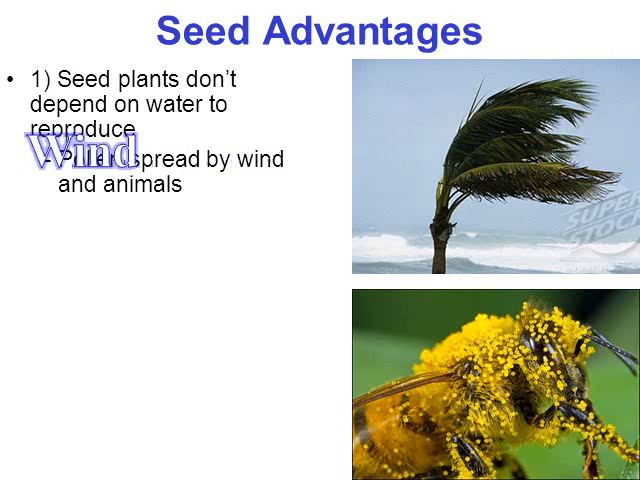 Seed Advantages
• 1) Seed plants don't
depend on water to
reproduce
Wind
- Pollen spread by wind
and animals
SUPER
STOCK